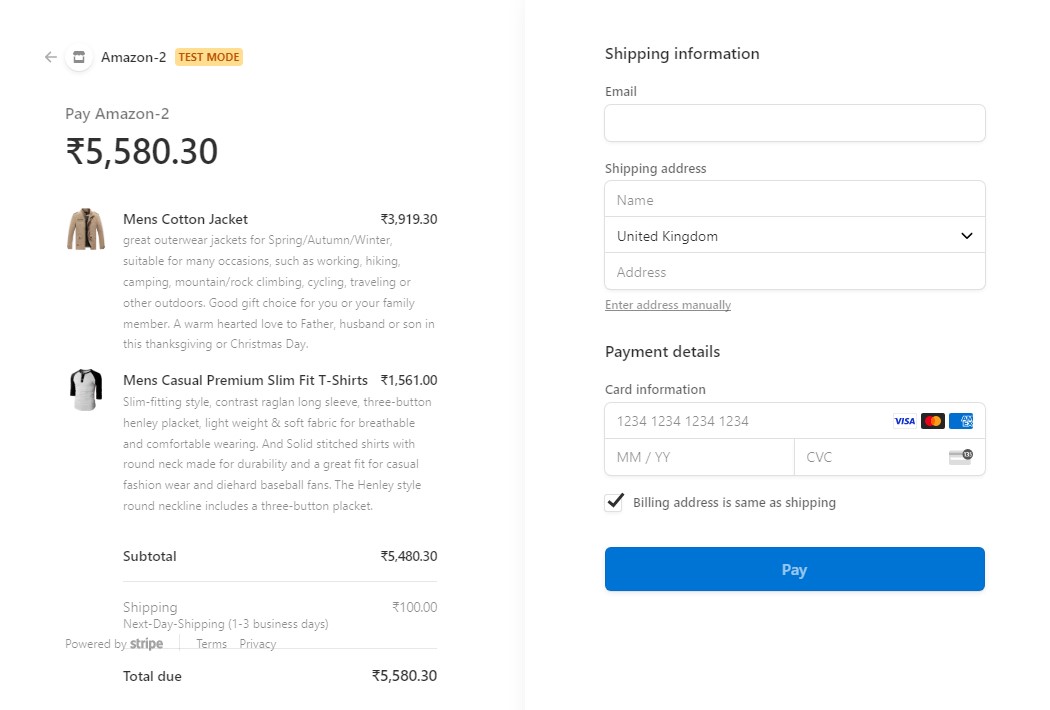 Amazon-2 TEST MODE
Pay Amazon-2
₹5,580.30
Mens Cotton Jacket ₹3,919.30
great outerwear jackets for Spring/Autumn/Winter,
suitable for many occasions, such as working, hiking,
camping, mountain/rock climbing, cycling, traveling or
other outdoors. Good gift choice for you or your family
member. A warm hearted love to Father, husband or son in
this thanksgiving or Christmas Day.
Mens Casual Premium Slim Fit T-Shirts ₹1,561.00
Slim-fitting style, contrast raglan long sleeve, three-button
henley placket, light weight & soft fabric for breathable
and comfortable wearing. And Solid stitched shirts with
round neck made for durability and a great fit for casual
fashion wear and diehard baseball fans. The Henley style
round neckline includes a three-button placket.
Subtotal ₹5,480.30
Shipping ₹100.00
Next-Day-Shipping (1-3 business days)
Powered by stripe Terms Privacy
Total due ₹5,580.30
Shipping information
Email
Shipping address
Name
United Kingdom
Address
Enter address manually
Payment details
Card information
1234 1234 1234 1234 VISA
MM / YY CVC
Billing address is same as shipping
Pay